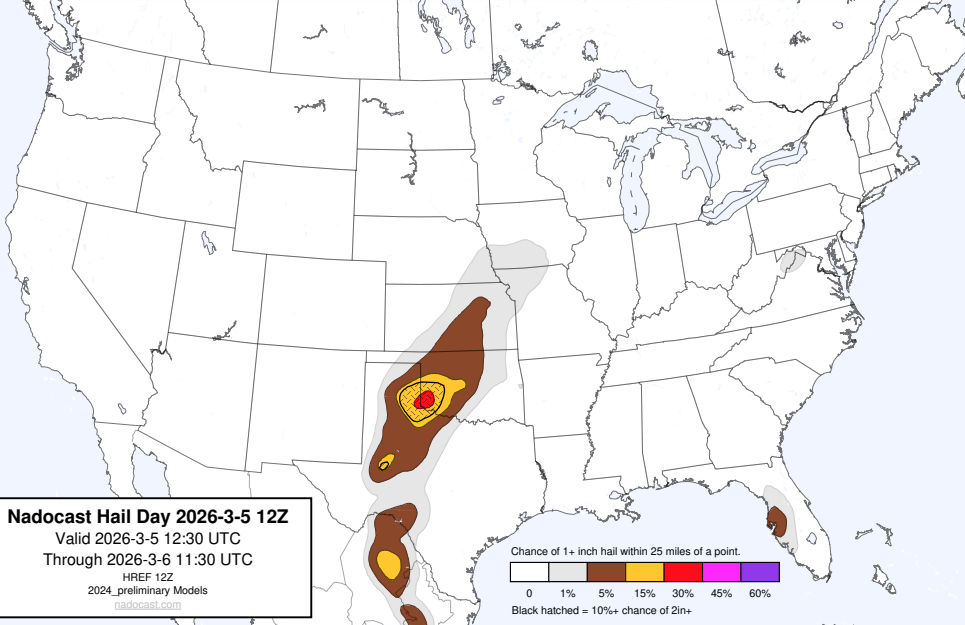 Nadocast Hail Day 2026-3-5 12Z
Valid 2026-3-5 12:30 UTC
Through 2026-3-6 11:30 UTC
HREF 12Z
2024_preliminary Models
nadocast.com
Chance of 1+ inch hail within 25 miles of a point.
0 1% 5% 15% 30% 45% 60%
Black hatched = 10%+ chance of 2in+